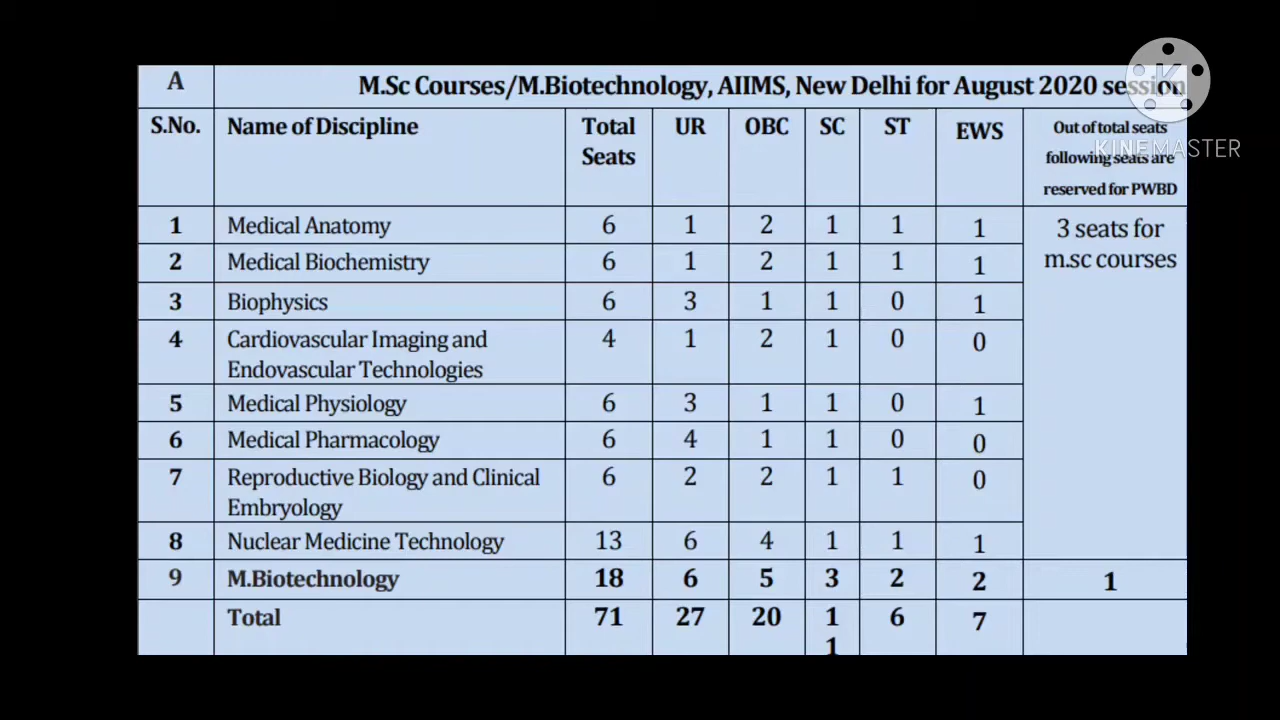 A M.Sc Courses/M.Biotechnology, AIIMS, New Delhi for August 2020 session
S.No. Name of Discipline Total Seats UR OBC SC ST EWS Out of total seats following seats are reserved for PWBD
1 Medical Anatomy 6 1 2 1 1 1 3 seats for m.sc courses
2 Medical Biochemistry 6 1 2 1 1 1
3 Biophysics 6 3 1 1 0 1
4 Cardiovascular Imaging and Endovascular Technologies 4 1 2 1 0 0
5 Medical Physiology 6 3 1 1 0 1
6 Medical Pharmacology 6 4 1 1 0 0
7 Reproductive Biology and Clinical Embryology 6 2 2 1 1 0
8 Nuclear Medicine Technology 13 6 4 1 1 1
9 M.Biotechnology 18 6 5 3 2 2 1
Total 71 27 20 11 6 7
K
KINEMASTER